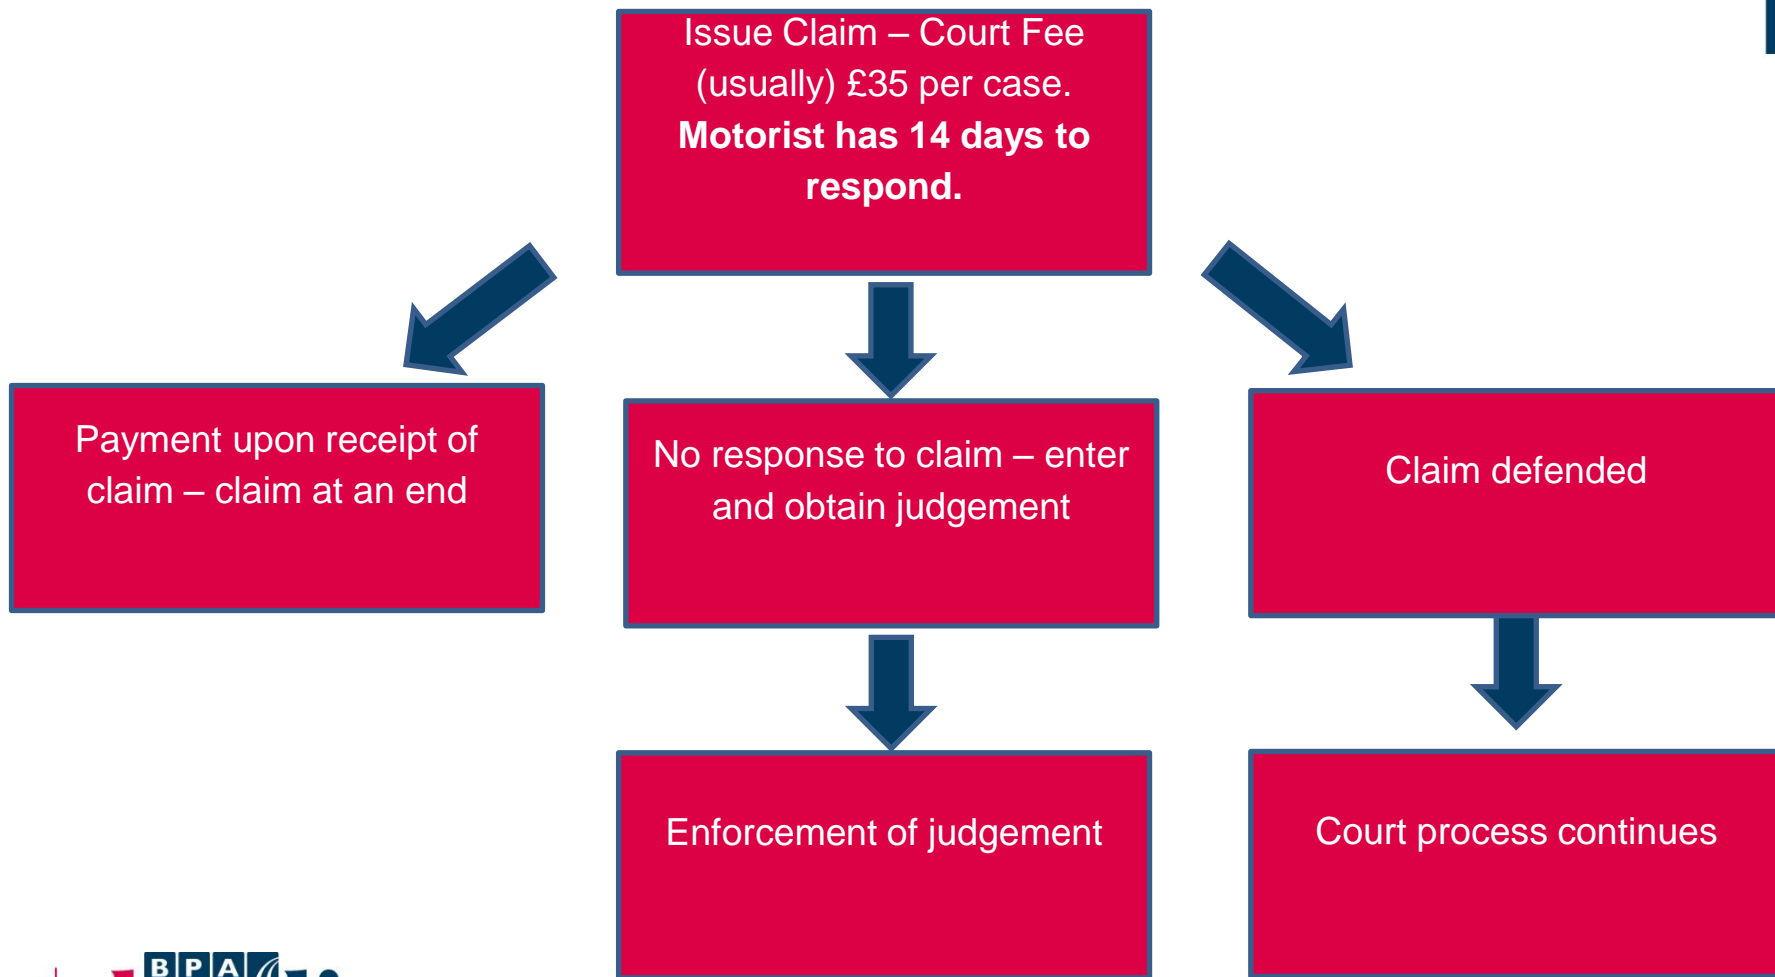 Issue Claim – Court Fee
(usually) £35 per case.
Motorist has 14 days to
respond.
Payment upon receipt of
claim – claim at an end
No response to claim – enter
and obtain judgement
Claim defended
Enforcement of judgement
Court process continues
BPA